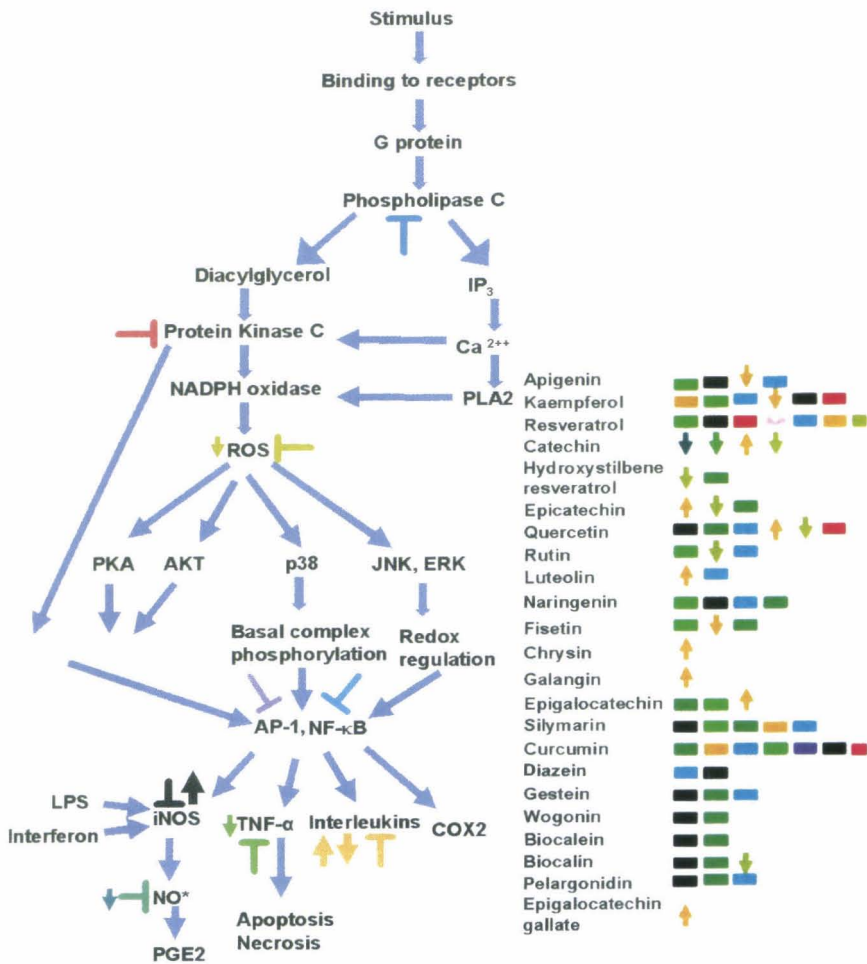 Stimulus
Binding to receptors
G protein
Phospholipase C
Diacylglycerol
IP3
Protein Kinase C
Ca 2++
NADPH oxidase
PLA2
ROS
PKA
AKT
p38
JNK, ERK
Basal complex
phosphorylation
Redox
regulation
AP-1, NF-κB
LPS
Interferon
iNOS
TNF-α
Interleukins
COX2
NO*
Apoptosis
Necrosis
PGE2
Apigenin
Kaempferol
Resveratrol
Catechin
Hydroxystilbene
resveratrol
Epicatechin
Quercetin
Rutin
Luteolin
Naringenin
Fisetin
Chrysin
Galangin
Epigalocatechin
Silymarin
Curcumin
Diazein
Gestein
Wogonin
Biocalein
Biocalin
Pelargonidin
Epigalocatechin
gallate